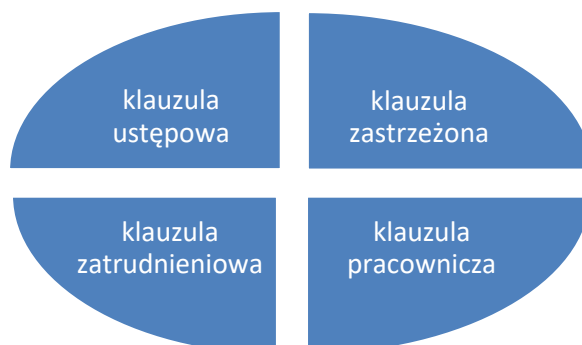 klauzula
ustępowa
klauzula
zastrzeżona
klauzula
zatrudnieniowa
klauzula
pracownicza